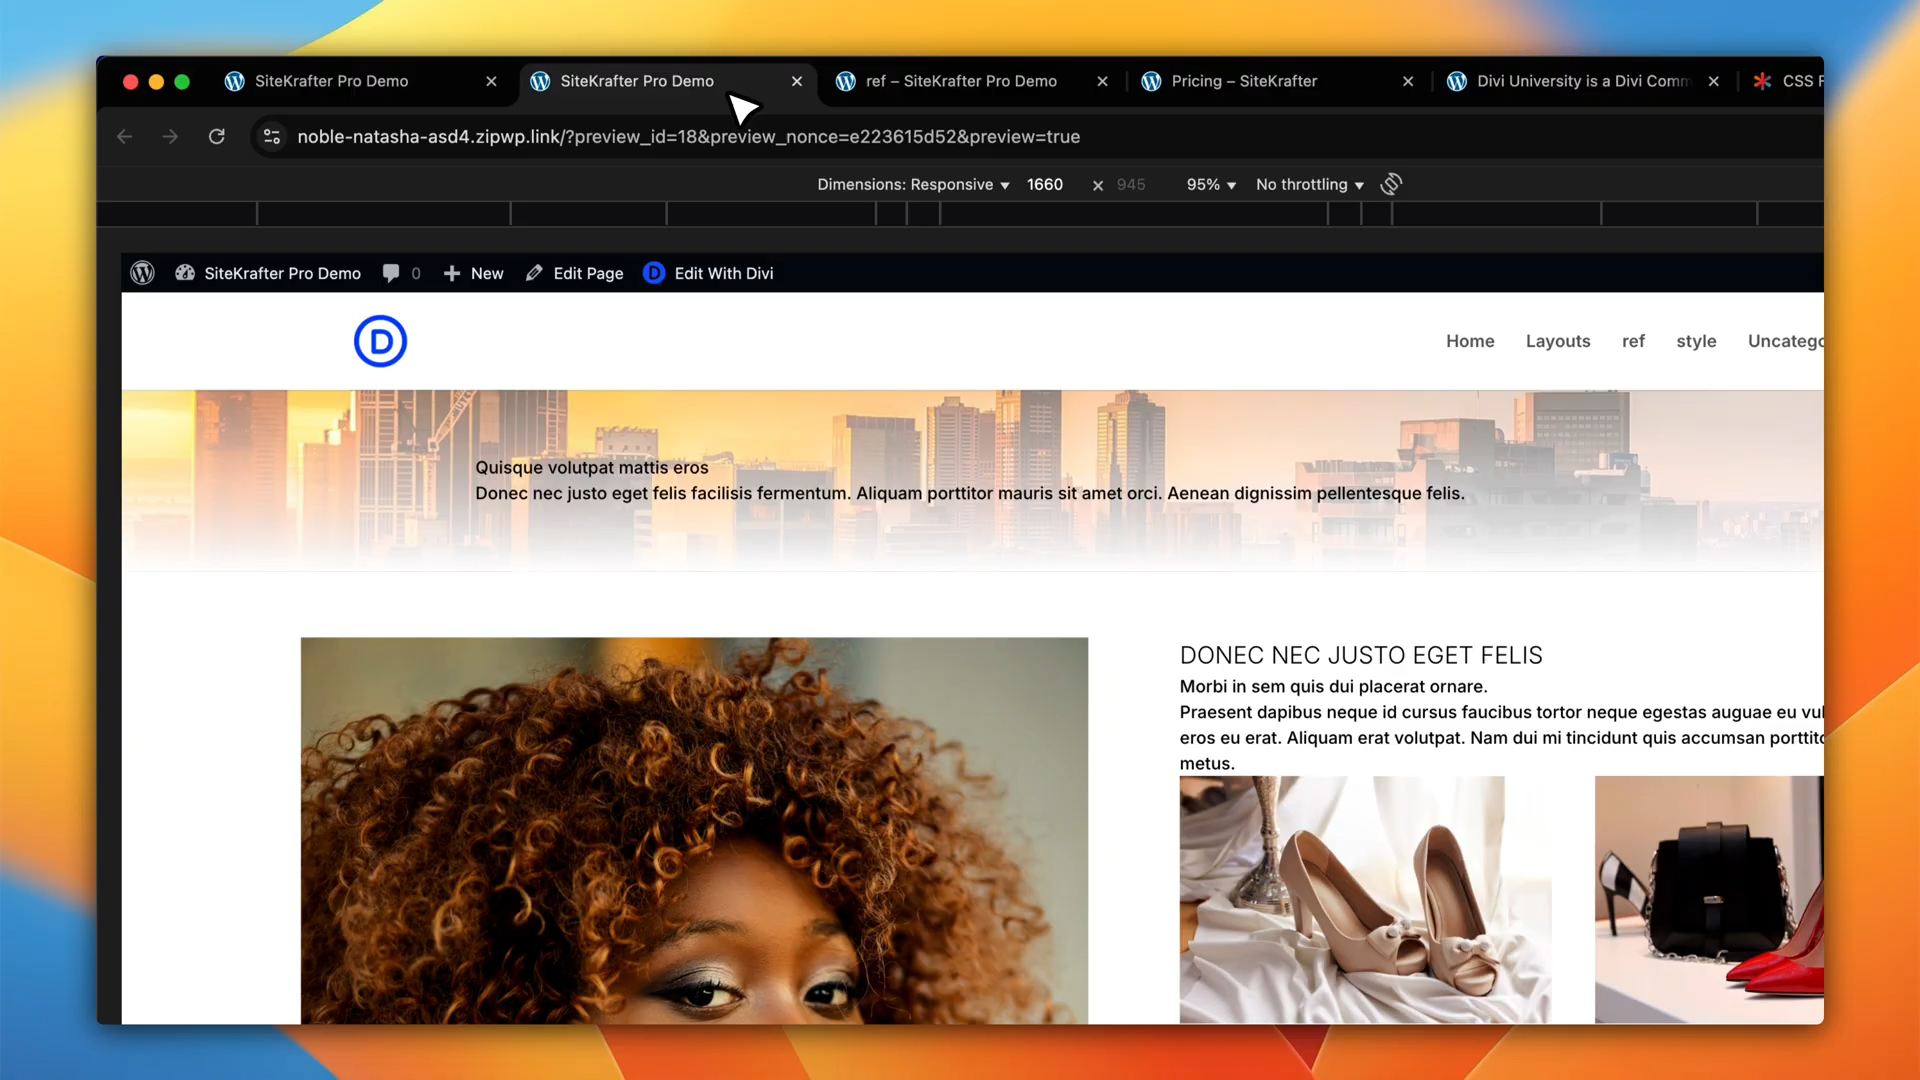 SiteKrafter Pro Demo
SiteKrafter Pro Demo
ref – SiteKrafter Pro Demo
Pricing – SiteKrafter
Divi University is a Divi Comm
CSS F
noble-natasha-asd4.zipwp.link/?preview_id=18&preview_nonce=e223615d52&preview=true
Dimensions: Responsive 1660 × 945 95% No throttling
SiteKrafter Pro Demo 0 New Edit Page D Edit With Divi
D
Home Layouts ref style Uncatego
Quisque volutpat mattis eros
Donec nec justo eget felis facilisis fermentum. Aliquam porttitor mauris sit amet orci. Aenean dignissim pellentesque felis.
DONEC NEC JUSTO EGET FELIS
Morbi in sem quis dui placerat ornare.
Praesent dapibus neque id cursus faucibus tortor neque egestas auguae eu vul
eros eu erat. Aliquam erat volutpat. Nam dui mi tincidunt quis accumsan porttito
metus.